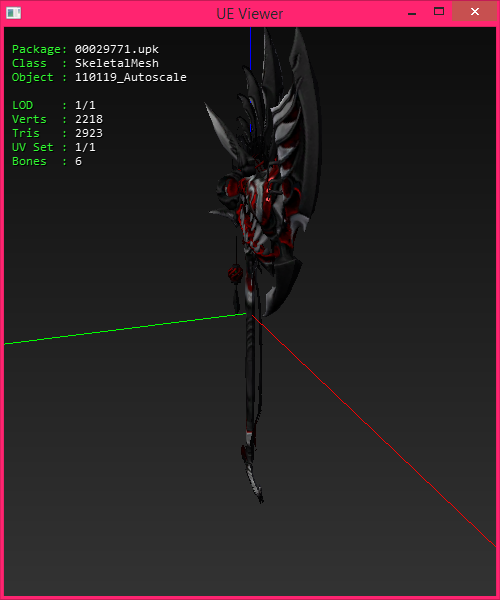 UE Viewer
Package: 00029771.upk
Class : SkeletalMesh
Object : 110119_Autoscale
LOD : 1/1
Verts : 2218
Tris : 2923
UV Set : 1/1
Bones : 6